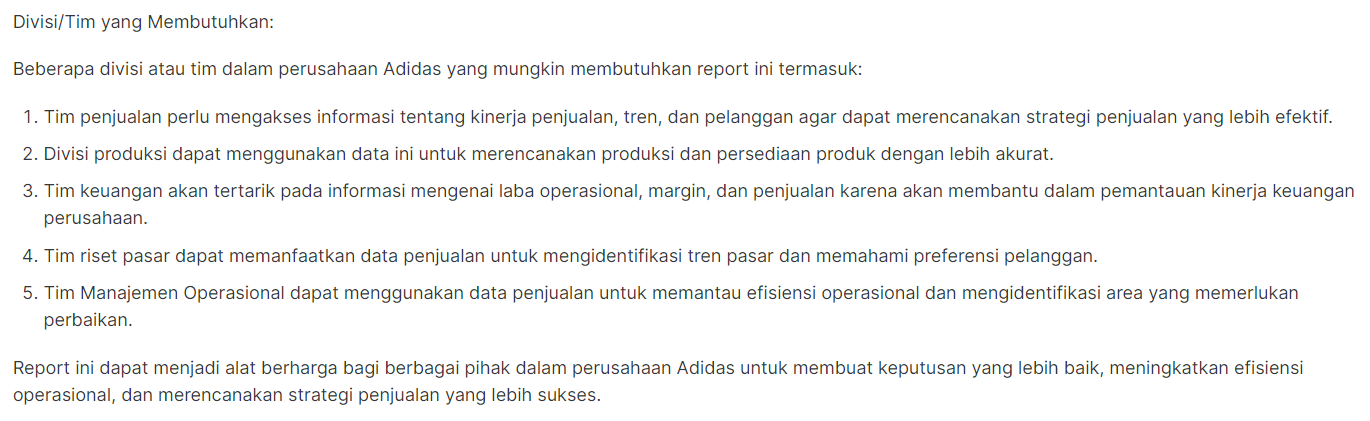 Divisi/Tim yang Membutuhkan:
Beberapa divisi atau tim dalam perusahaan Adidas yang mungkin membutuhkan report ini termasuk:
1. Tim penjualan perlu mengakses informasi tentang kinerja penjualan, tren, dan pelanggan agar dapat merencanakan strategi penjualan yang lebih efektif.
2. Divisi produksi dapat menggunakan data ini untuk merencanakan produksi dan persediaan produk dengan lebih akurat.
3. Tim keuangan akan tertarik pada informasi mengenai laba operasional, margin, dan penjualan karena akan membantu dalam pemantauan kinerja keuangan
perusahaan.
4. Tim riset pasar dapat memanfaatkan data penjualan untuk mengidentifikasi tren pasar dan memahami preferensi pelanggan.
5. Tim Manajemen Operasional dapat menggunakan data penjualan untuk memantau efisiensi operasional dan mengidentifikasi area yang memerlukan
perbaikan.
Report ini dapat menjadi alat berharga bagi berbagai pihak dalam perusahaan Adidas untuk membuat keputusan yang lebih baik, meningkatkan efisiensi
operasional, dan merencanakan strategi penjualan yang lebih sukses.